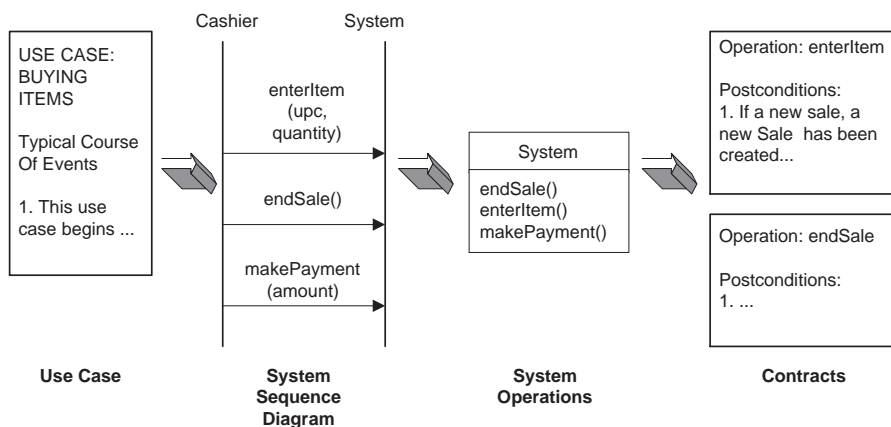 USE CASE:
BUYING
ITEMS
Typical Course
Of Events
1. This use
case begins ...
Use Case
Cashier
System
enterItem
(upc,
quantity)
endSale()
makePayment
(amount)
System
Sequence
Diagram
System
endSale()
enterItem()
makePayment()
System
Operations
Operation: enterItem
Postconditions:
1. If a new sale, a
new Sale has been
created...
Operation: endSale
Postconditions:
1. ...
Contracts